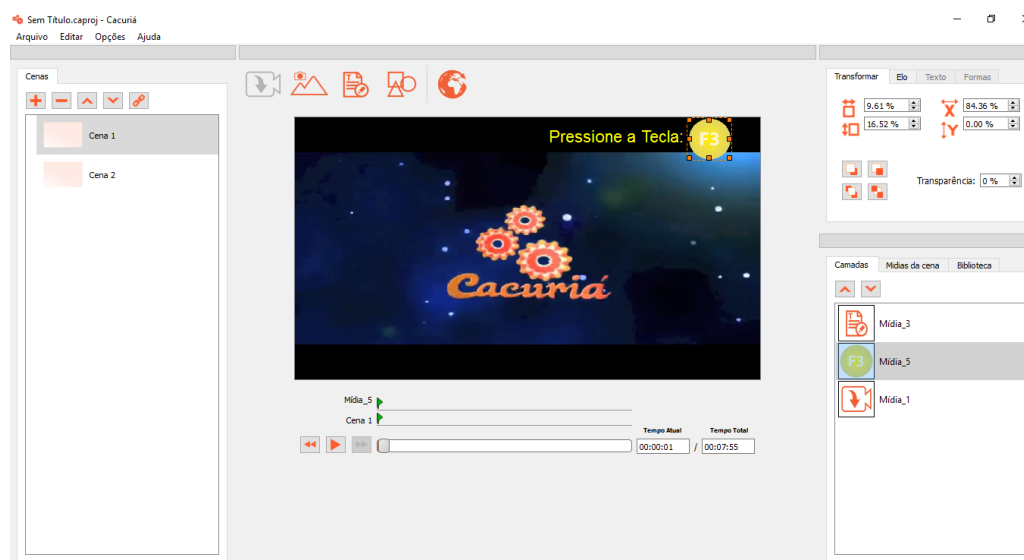 Sem Título.caproj - Cacuriá
Arquivo Editar Opções Ajuda
Cenas
Cena 1
Cena 2
Pressione a Tecla: F3
Cacuriá
Mídia_5
Cena 1
Tempo Atual Tempo Total
00:00:01 / 00:07:55
Transformar Elo Texto Formas
9.61 % X 84.36 %
16.52 % Y 0.00 %
Transparência: 0 %
Camadas Mídias da cena Biblioteca
T Mídia_3
F3 Mídia_5
Mídia_1